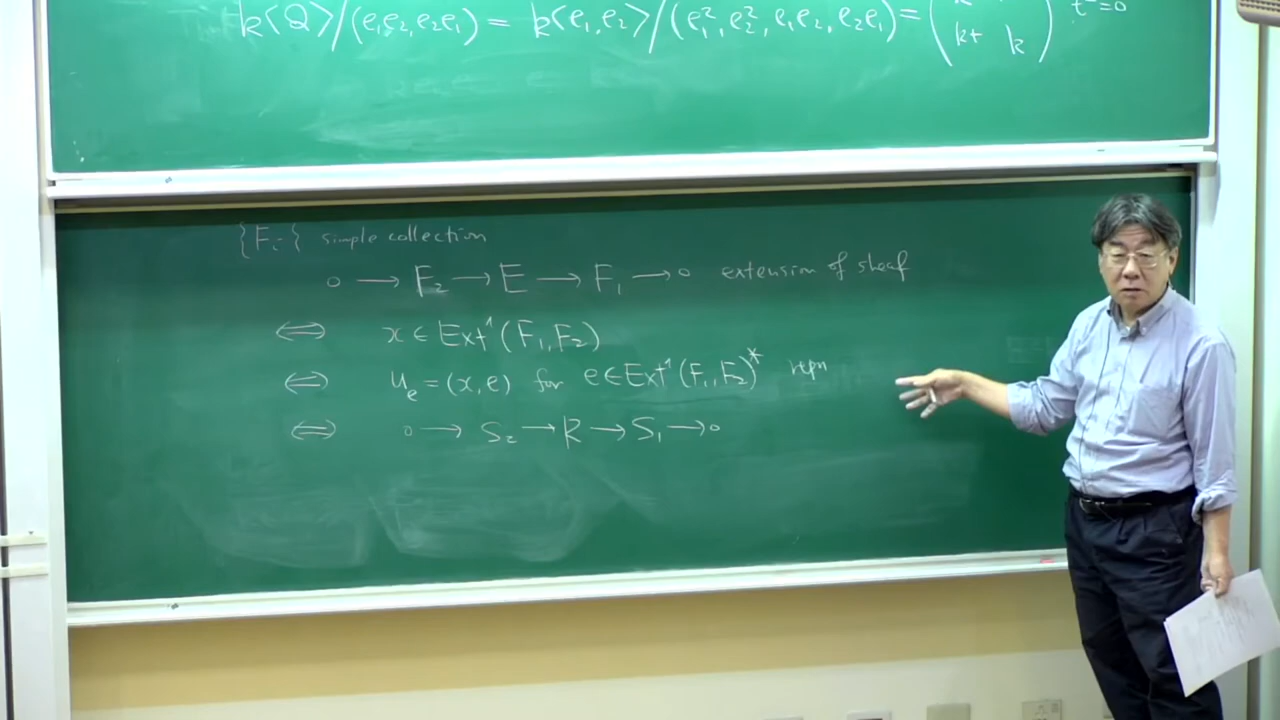 k⟨Q⟩/(e₁e₂, e₂e₁) = k⟨e₁, e₂⟩/(e₁², e₂², e₁e₂, e₂e₁) = ( kt k ) t²=0
{Fᵢ} simple collection
0 → F₂ → E → F₁ → 0 extension of sheaf
⟺ x ∈ Ext¹(F₁, F₂)
⟺ u_e = (x, e) for e ∈ Ext¹(F₁, F₂)* repn
⟺ 0 → S₂ → R → S₁ → 0